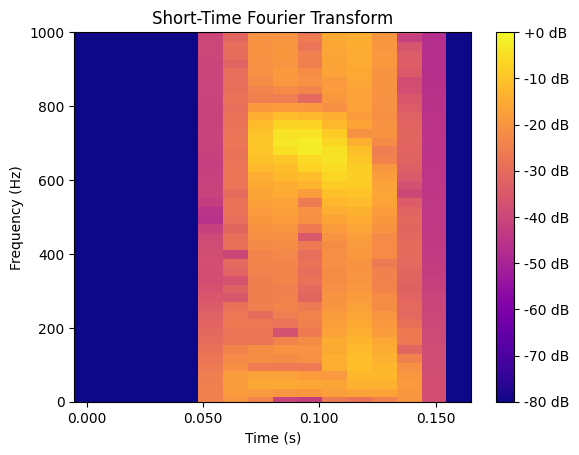 Short-Time Fourier Transform
1000
800
600
400
200
0
Frequency (Hz)
0.000
0.050
0.100
0.150
Time (s)
+0 dB
-10 dB
-20 dB
-30 dB
-40 dB
-50 dB
-60 dB
-70 dB
-80 dB